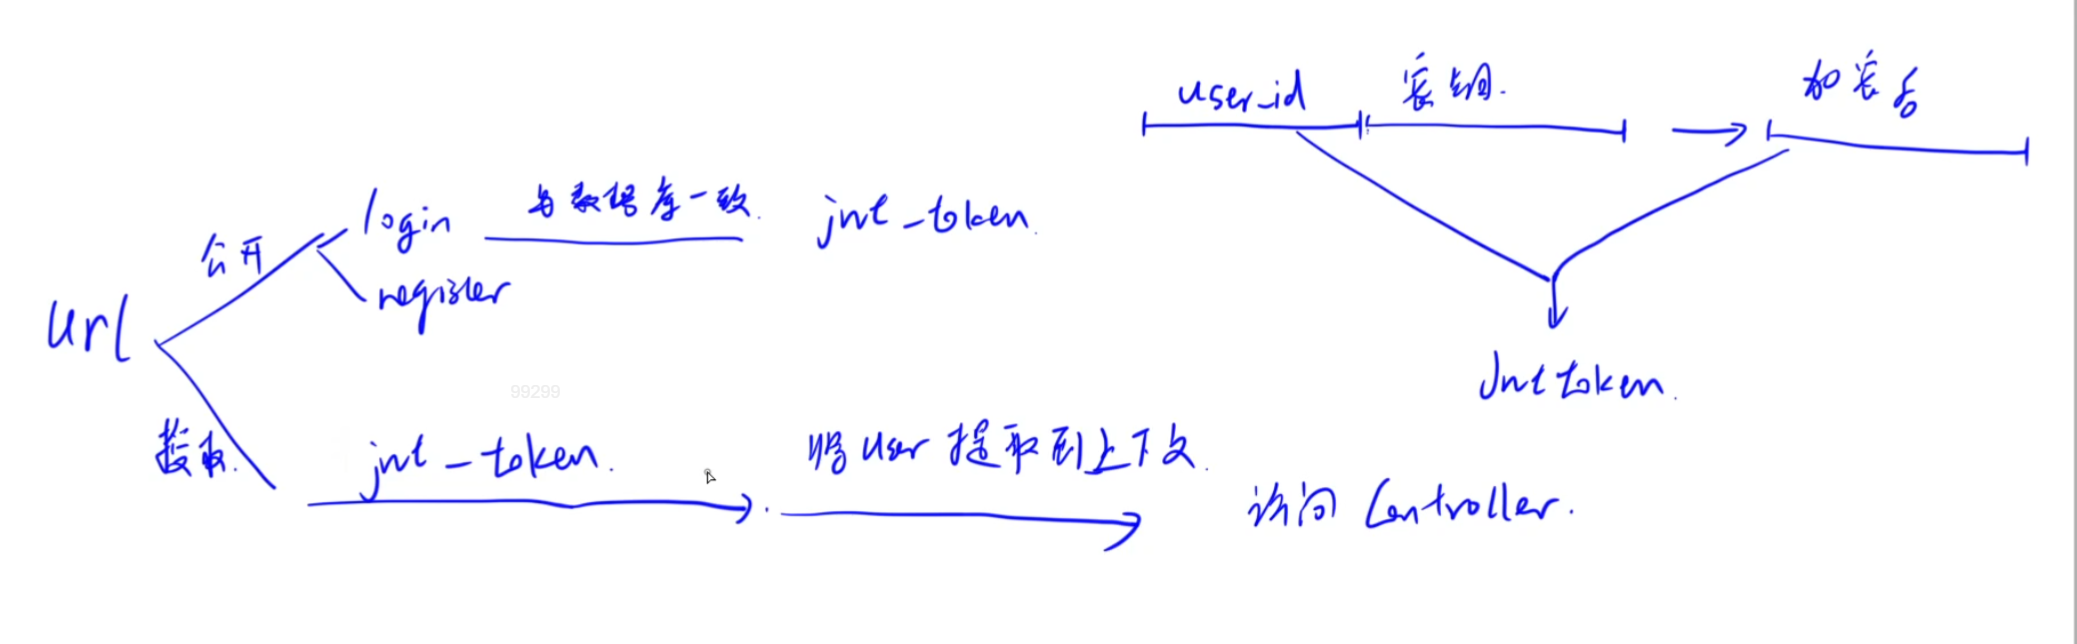 user_id 密钥. 加密后
login 与数据库一致. jwt_token.
公开
register
url
99299
Jwt token.
授权. jwt_token. 将user提取到上下文.
访问 Controller.